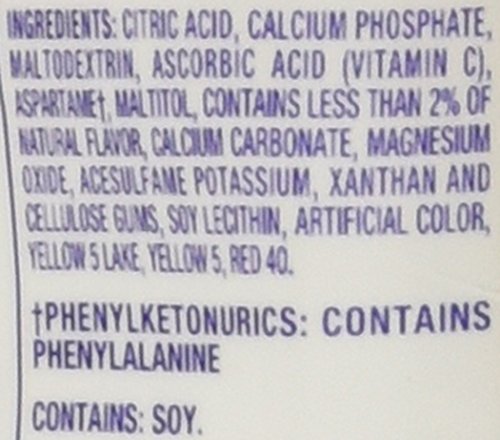 INGREDIENTS: CITRIC ACID, CALCIUM PHOSPHATE,
MALTODEXTRIN, ASCORBIC ACID (VITAMIN C),
ASPARTAME†, MALTITOL, CONTAINS LESS THAN 2% OF
NATURAL FLAVOR, CALCIUM CARBONATE, MAGNESIUM
OXIDE, ACESULFAME POTASSIUM, XANTHAN AND
CELLULOSE GUMS, SOY LECITHIN, ARTIFICIAL COLOR,
YELLOW 5 LAKE, YELLOW 5, RED 40.
†PHENYLKETONURICS: CONTAINS
PHENYLALANINE
CONTAINS: SOY.